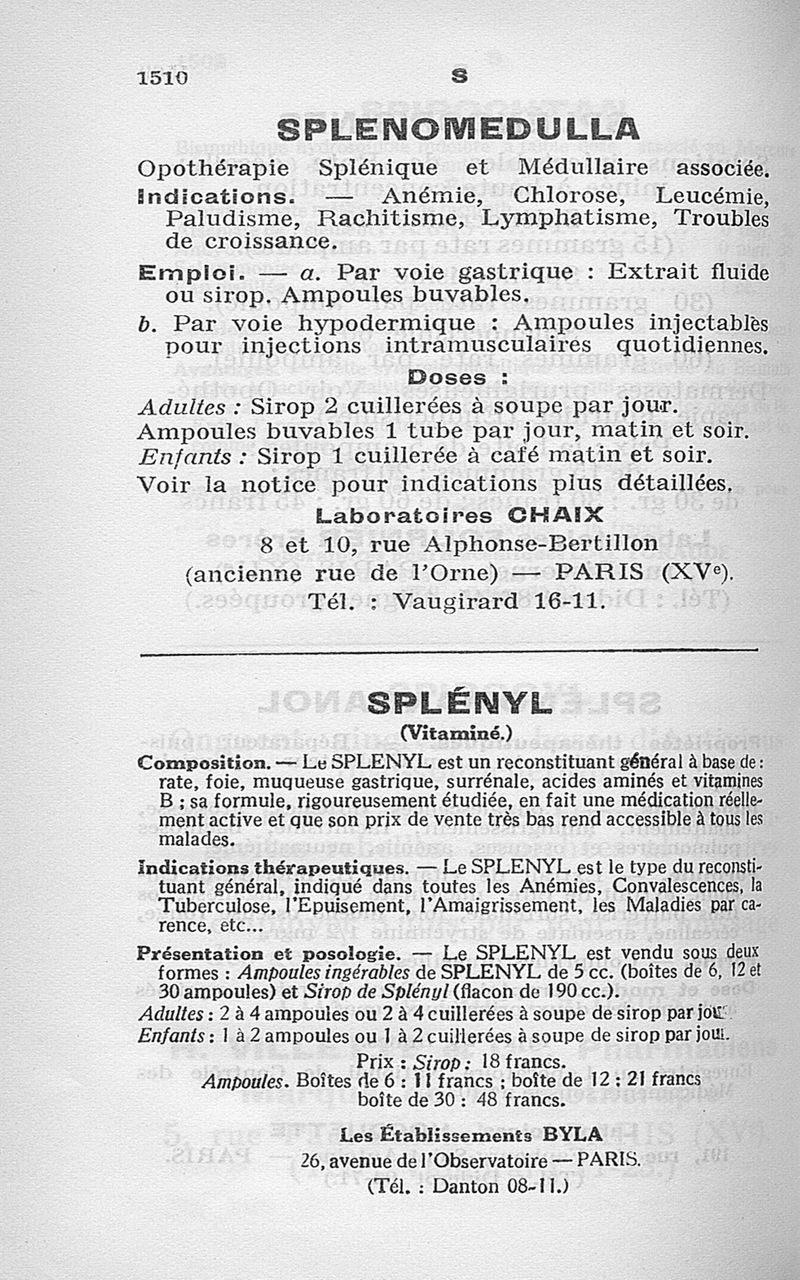 1510
S
SPLENOMEDULLA
Opothérapie Splénique et Médullaire associée.
Indications. — Anémie, Chlorose, Leucémie,
Paludisme, Rachitisme, Lymphatisme, Troubles
de croissance.
Emploi. — a. Par voie gastrique : Extrait fluide
ou sirop. Ampoules buvables.
b. Par voie hypodermique : Ampoules injectables
pour injections intramusculaires quotidiennes.
Doses :
Adultes : Sirop 2 cuillerées à soupe par jour.
Ampoules buvables 1 tube par jour, matin et soir.
Enfants : Sirop 1 cuillerée à café matin et soir.
Voir la notice pour indications plus détaillées.
Laboratoires CHAIX
8 et 10, rue Alphonse-Bertillon
(ancienne rue de l'Orne) — PARIS (XVe).
Tél. : Vaugirard 16-11.
SPLÉNYL
(Vitaminé.)
Composition. — Le SPLENYL est un reconstituant général à base de :
rate, foie, muqueuse gastrique, surrénale, acides aminés et vitamines
B ; sa formule, rigoureusement étudiée, en fait une médication réelle-
ment active et que son prix de vente très bas rend accessible à tous les
malades.
Indications thérapeutiques. — Le SPLENYL est le type du reconsti-
tuant général, indiqué dans toutes les Anémies, Convalescences, la
Tuberculose, l'Epuisement, l'Amaigrissement, les Maladies par ca-
rence, etc...
Présentation et posologie. — Le SPLENYL est vendu sous deux
formes : Ampoules ingérables de SPLENYL de 5 cc. (boîtes de 6, 12 et
30 ampoules) et Sirop de Splényl (flacon de 190 cc.).
Adultes : 2 à 4 ampoules ou 2 à 4 cuillerées à soupe de sirop par jour.
Enfants : 1 à 2 ampoules ou 1 à 2 cuillerées à soupe de sirop par jour.
Prix : Sirop : 18 francs.
Ampoules. Boîtes de 6 : 11 francs ; boîte de 12 : 21 francs
boîte de 30 : 48 francs.
Les Établissements BYLA
26, avenue de l'Observatoire — PARIS.
(Tél. : Danton 08-11.)